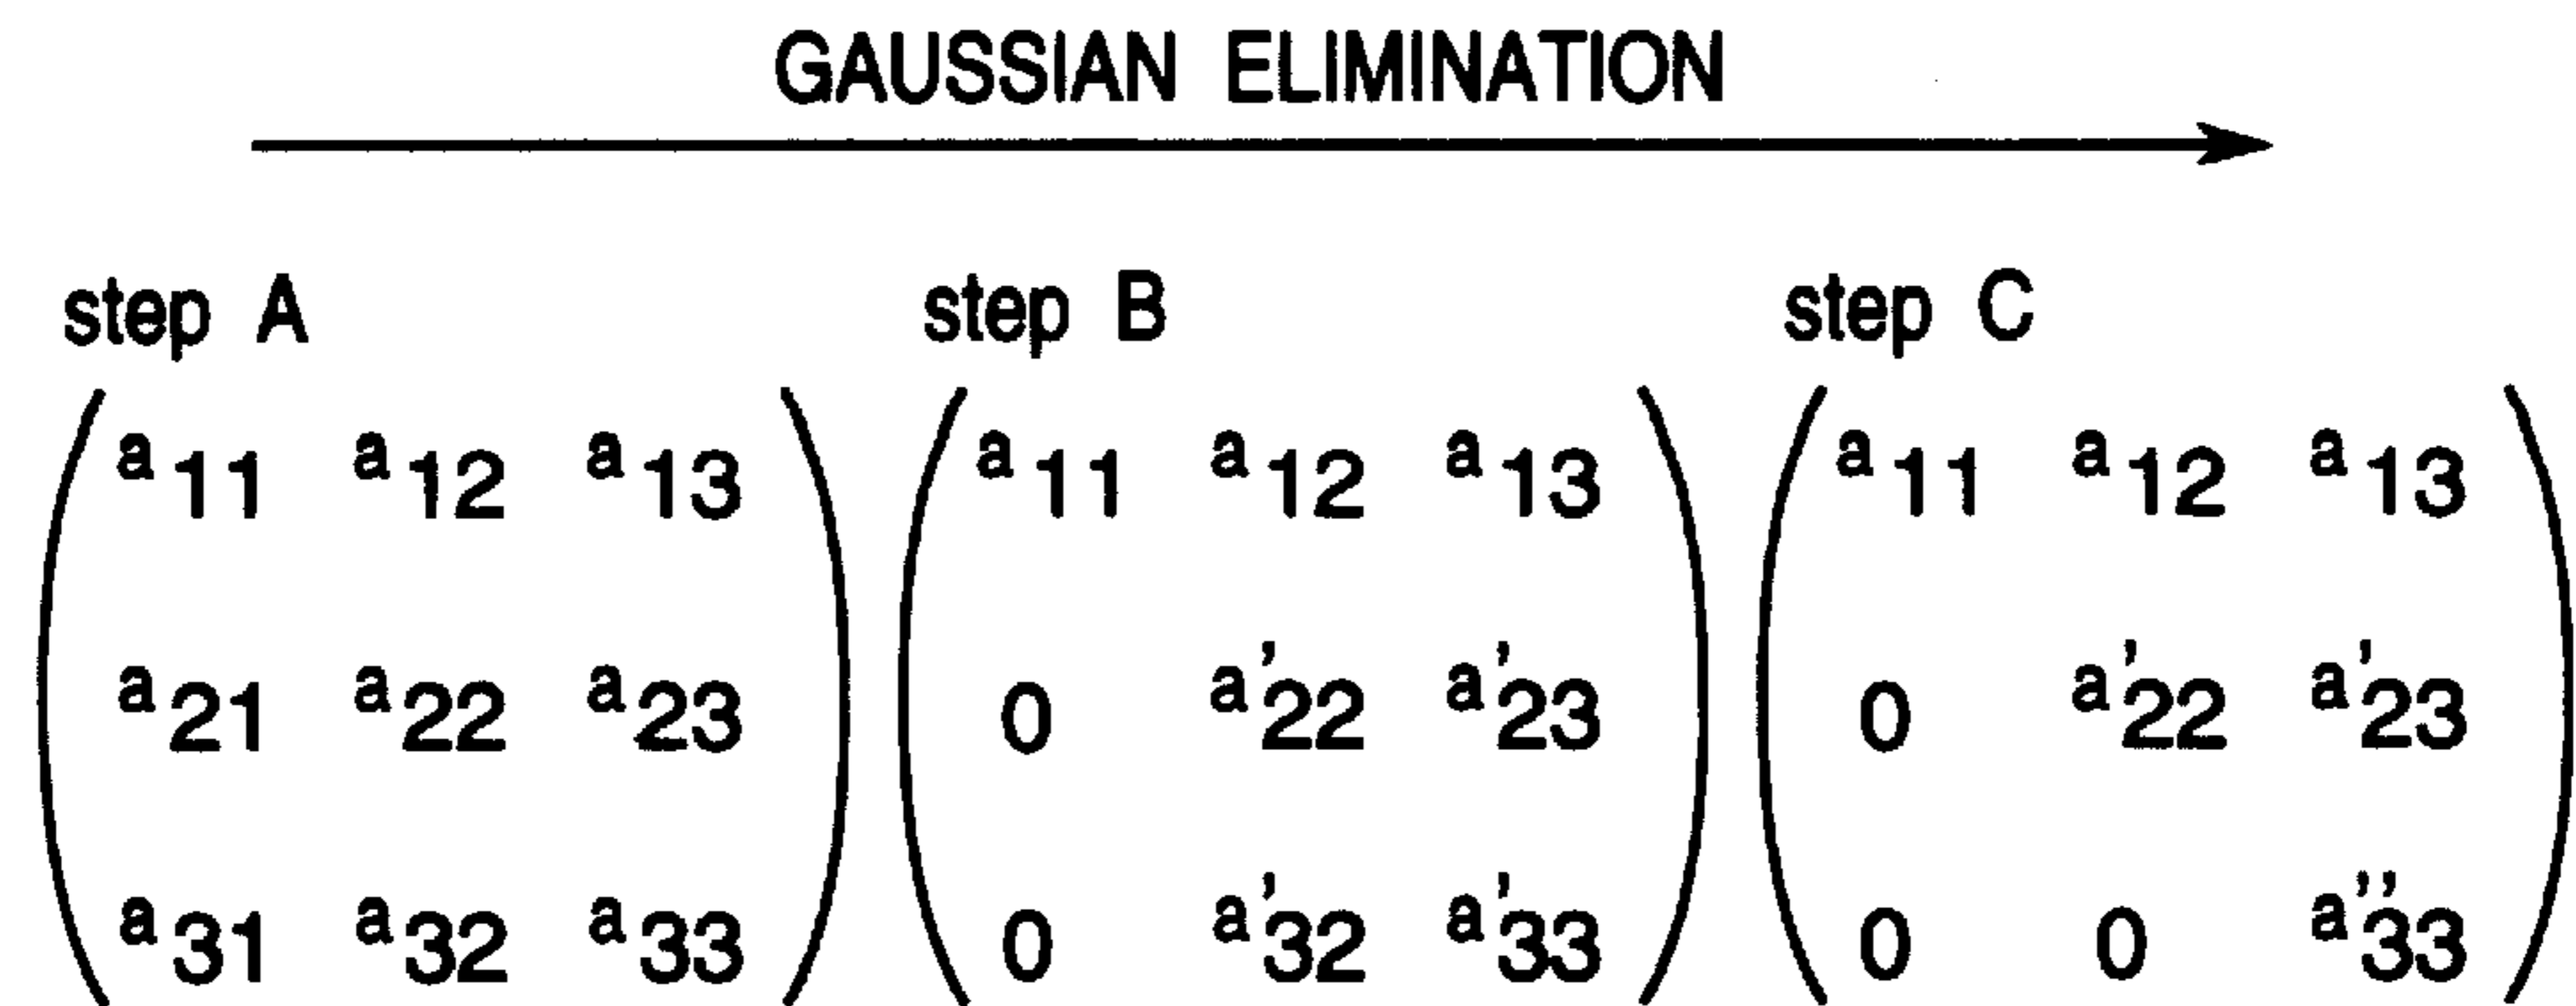 GAUSSIAN ELIMINATION
step A step B step C
a11 a12 a13 a11 a12 a13 a11 a12 a13
a21 a22 a23 0 a'22 a'23 0 a'22 a'23
a31 a32 a33 0 a'32 a'33 0 0 a''33